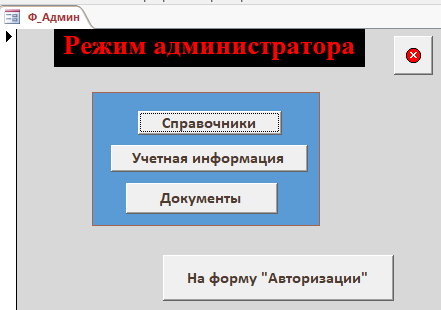 Ф_Админ
Режим администратора
Справочники
Учетная информация
Документы
На форму "Авторизации"